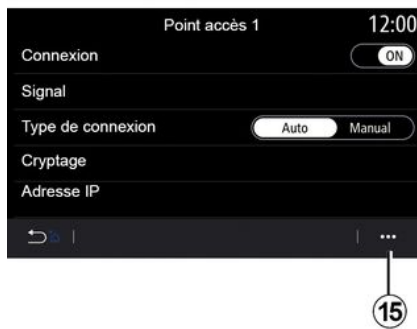 Point accès 1 12:00
Connexion ON
Signal
Type de connexion Auto Manual
Cryptage
Adresse IP
15